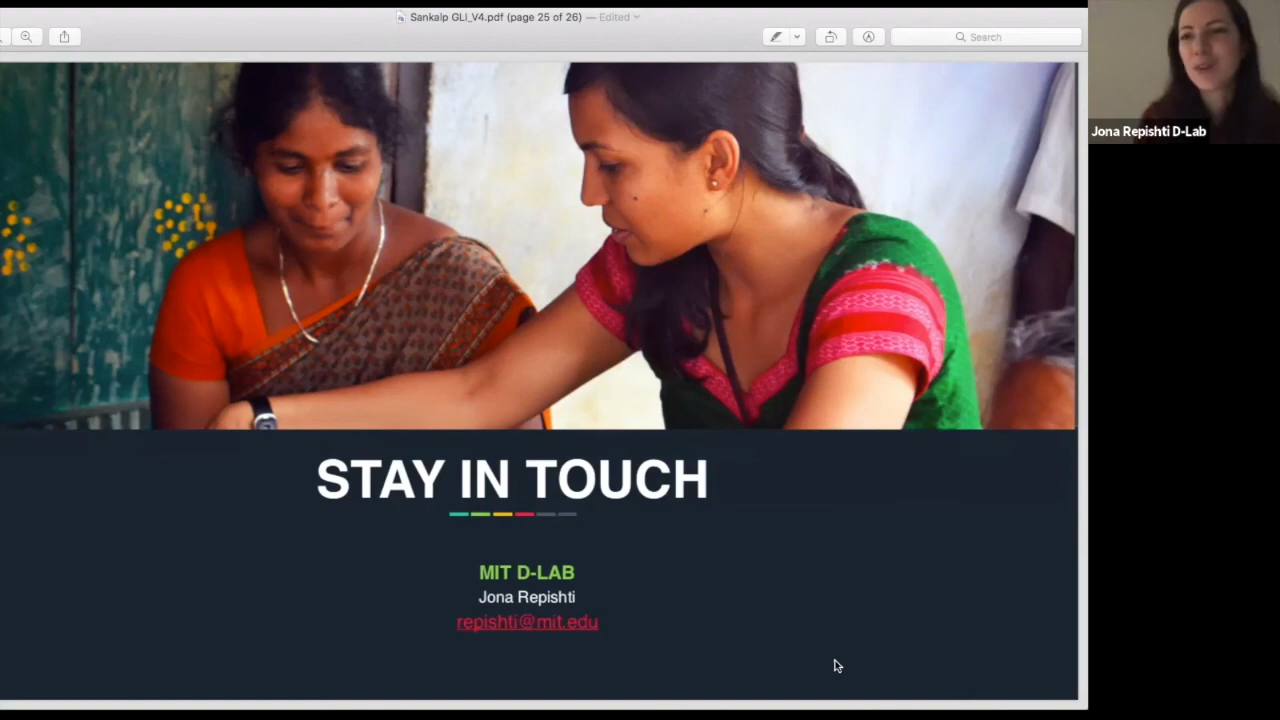 Sankalp GLI_V4.pdf (page 25 of 26) — Edited
Search
Jona Repishti D-Lab
STAY IN TOUCH
MIT D-LAB
Jona Repishti
repishti@mit.edu